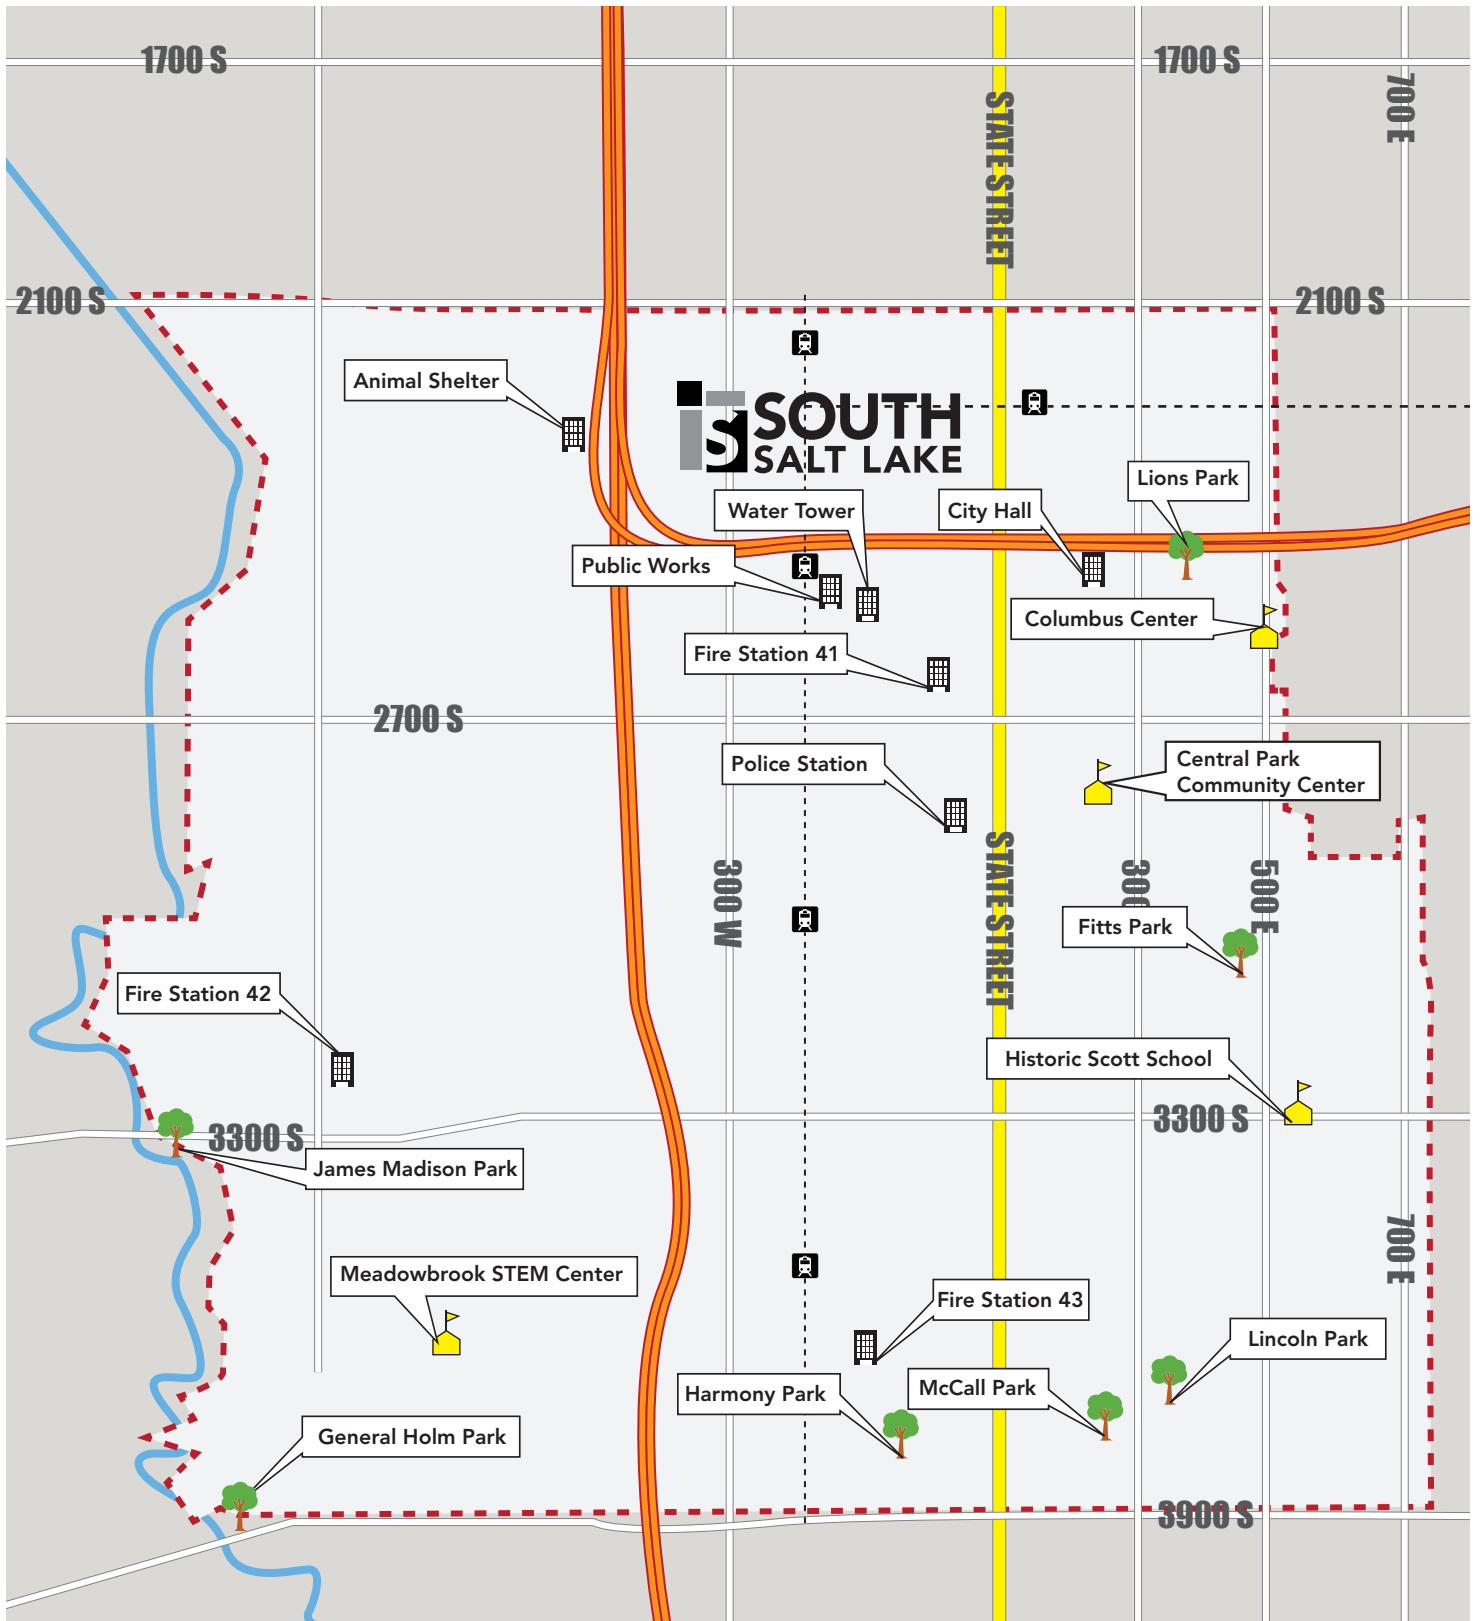 1700 S
1700 S
700 E
STATE STREET
2100 S
2100 S
Animal Shelter
SOUTH
SALT LAKE
Lions Park
Water Tower
City Hall
Public Works
Columbus Center
Fire Station 41
2700 S
Police Station
Central Park
Community Center
300 W
STATE STREET
300
500 E
Fitts Park
Fire Station 42
Historic Scott School
3300 S
3300 S
James Madison Park
700 E
Meadowbrook STEM Center
Fire Station 43
Lincoln Park
Harmony Park
McCall Park
General Holm Park
3900 S